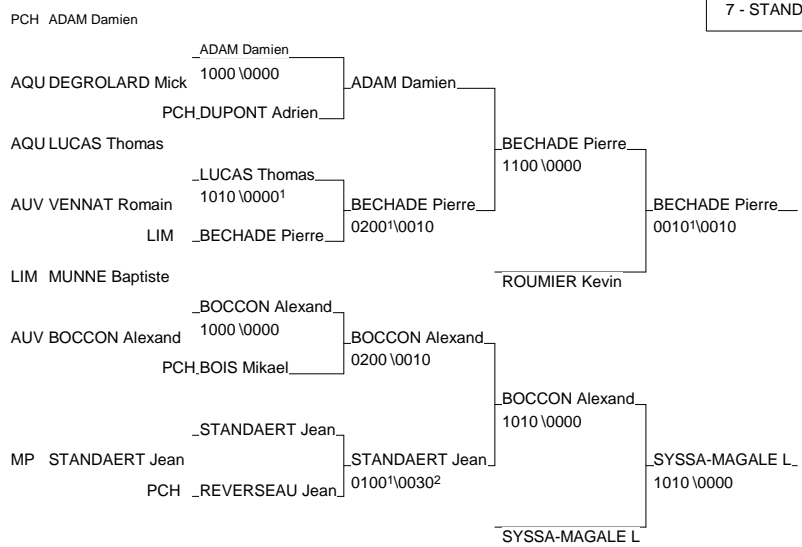 7 - STAND
PCH ADAM Damien
ADAM Damien
1000 \0000
AQU DEGROLARD Mick
ADAM Damien
PCH DUPONT Adrien
AQU LUCAS Thomas
BECHADE Pierre
1100 \0000
LUCAS Thomas
1010 \0000¹
AUV VENNAT Romain
BECHADE Pierre
0200¹\0010
BECHADE Pierre
0010¹\0010
LIM BECHADE Pierre
LIM MUNNE Baptiste
ROUMIER Kevin
BOCCON Alexand
1000 \0000
AUV BOCCON Alexand
BOCCON Alexand
0200 \0010
PCH BOIS Mikael
BOCCON Alexand
1010 \0000
STANDAERT Jean
MP STANDAERT Jean
STANDAERT Jean
0100¹\0030²
SYSSA-MAGALE L
1010 \0000
PCH REVERSEAU Jean
SYSSA-MAGALE L